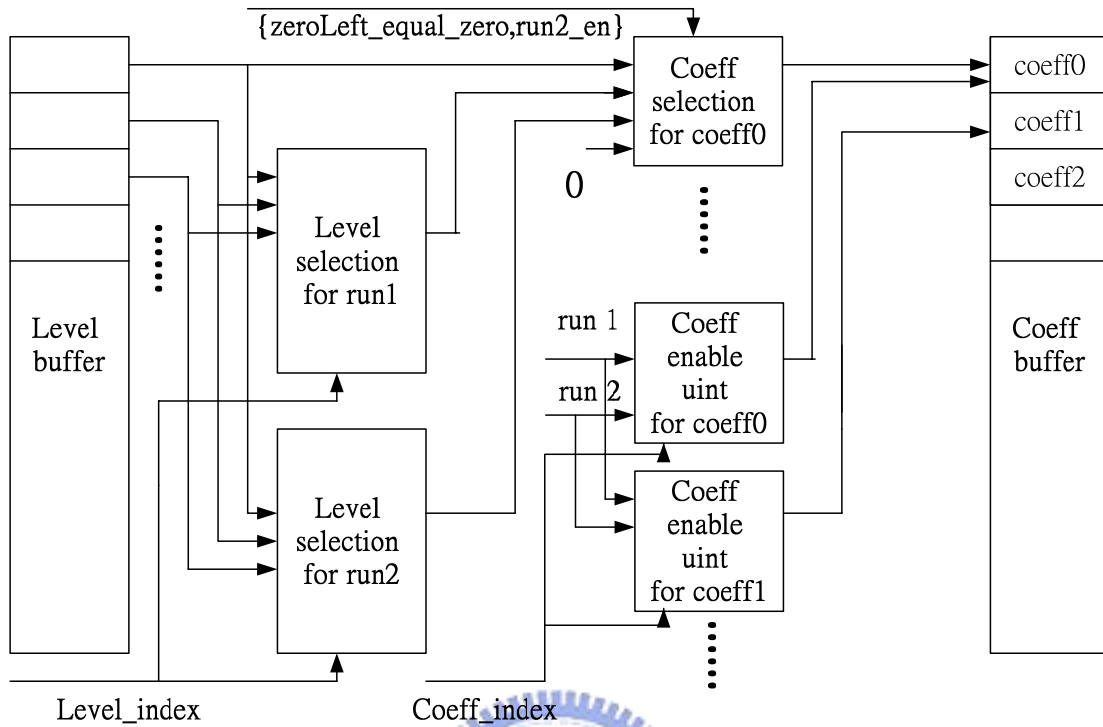 {zeroLeft_equal_zero,run2_en}
Coeff
selection
for coeff0
0
coeff0
coeff1
coeff2
Level
selection
for run1
Level
buffer
run 1
run 2
Coeff
enable
uint
for coeff0
Coeff
buffer
Level
selection
for run2
Coeff
enable
uint
for coeff1
Level_index
Coeff_index